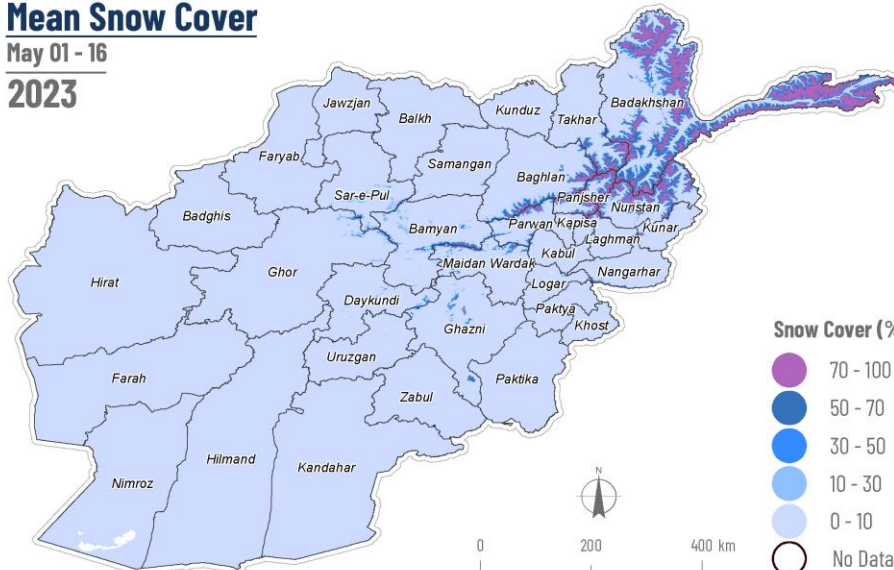 Mean Snow Cover
May 01 - 16
2023
Jawzjan
Balkh
Kunduz
Takhar
Badakhshan
Faryab
Samangan
Baghlan
Sar-e-Pul
Panjsher
Nunstan
Badghis
Bamyan
Parwan
Kapisa
Kunar
Laghman
Kabul
Maidan Wardak
Nangarhar
Hirat
Ghor
Logar
Daykundi
Paktya
Ghazni
Khost
Uruzgan
Farah
Zabul
Paktika
Hilmand
Kandahar
Nimroz
N
0 200 400 km
Snow Cover (%
70 - 100
50 - 70
30 - 50
10 - 30
0 - 10
No Data